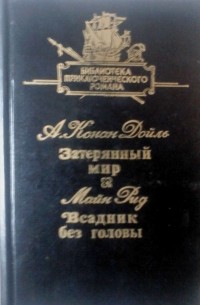 БИБЛИОТЕКА
ПРИКЛЮЧЕНЧЕСКОГО
РОМАНА
А. Конан Дойль
Затерянный
мир
Майн Рид
Всадник
без головы